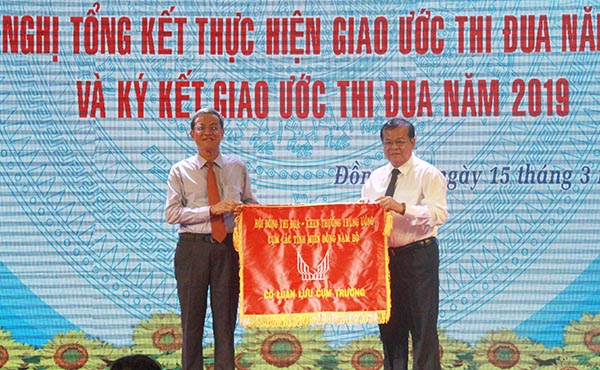 NGHỊ TỔNG KẾT THỰC HIỆN GIAO ƯỚC THI ĐUA NĂ
VÀ KÝ KẾT GIAO ƯỚC THI ĐUA NĂM 2019
Đồn ngày 15 tháng 3
HỘI ĐỒNG THI ĐUA - KHEN THƯỞNG TRUNG ƯƠNG
CỤM CÁC TỈNH MIỀN ĐÔNG NAM BỘ
CỜ LUÂN LƯU CỤM TRƯỞNG